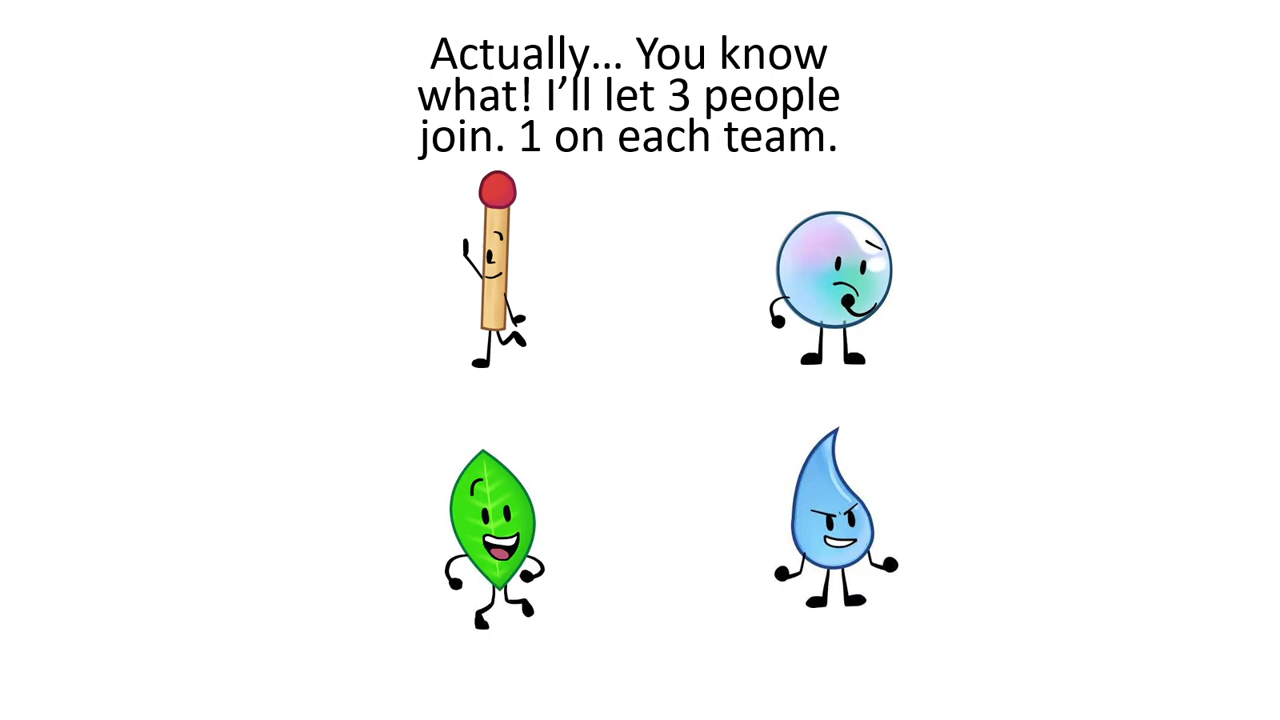 Actually… You know
what! I’ll let 3 people
join. 1 on each team.